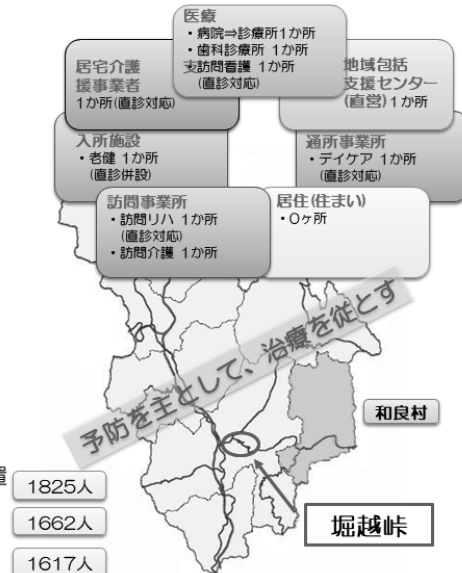 医療
・病院⇒診療所1か所
・歯科診療所 1か所
・訪問看護 1か所
(直診対応)
居宅介護
支援事業者
1か所(直診対応)
地域包括
支援センター
(直営)1か所
入所施設
・老健 1か所
(直診併設)
通所事業所
・デイケア 1か所
(直診対応)
訪問事業所
・訪問リハ 1か所
(直診対応)
・訪問介護 1か所
居住(住まい)
・0ヶ所
予防を主として、治療を従とす
和良村
堀越峠
1825人
1662人
1617人